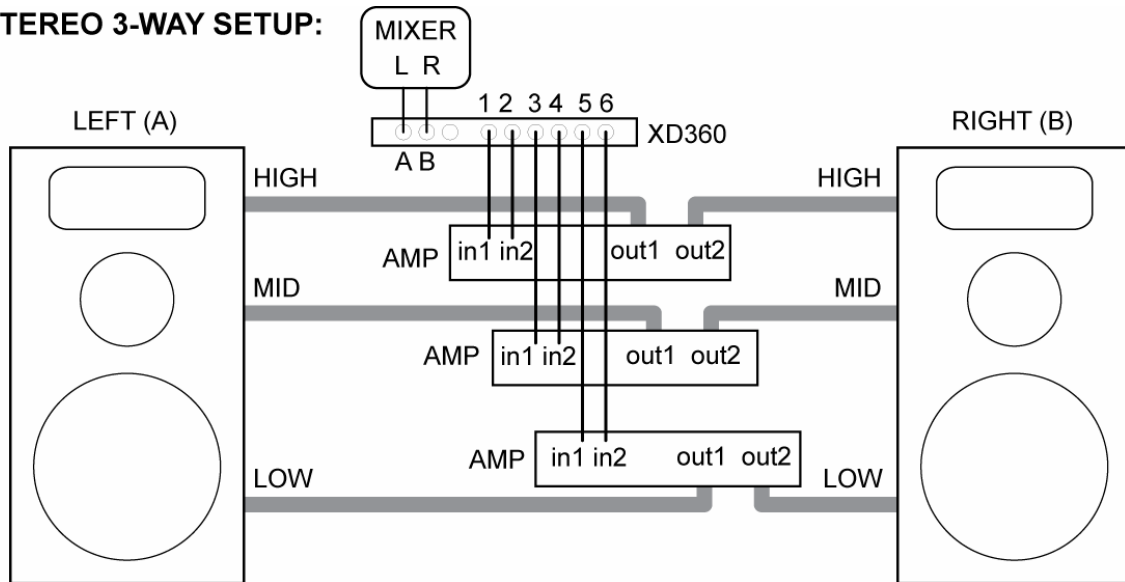 TEREO 3-WAY SETUP:
MIXER
L R
1 2 3 4 5 6
LEFT (A)
XD360
RIGHT (B)
A B
HIGH
HIGH
AMP
in1 in2
out1 out2
MID
MID
AMP
in1 in2
out1 out2
AMP
in1 in2
out1 out2
LOW
LOW